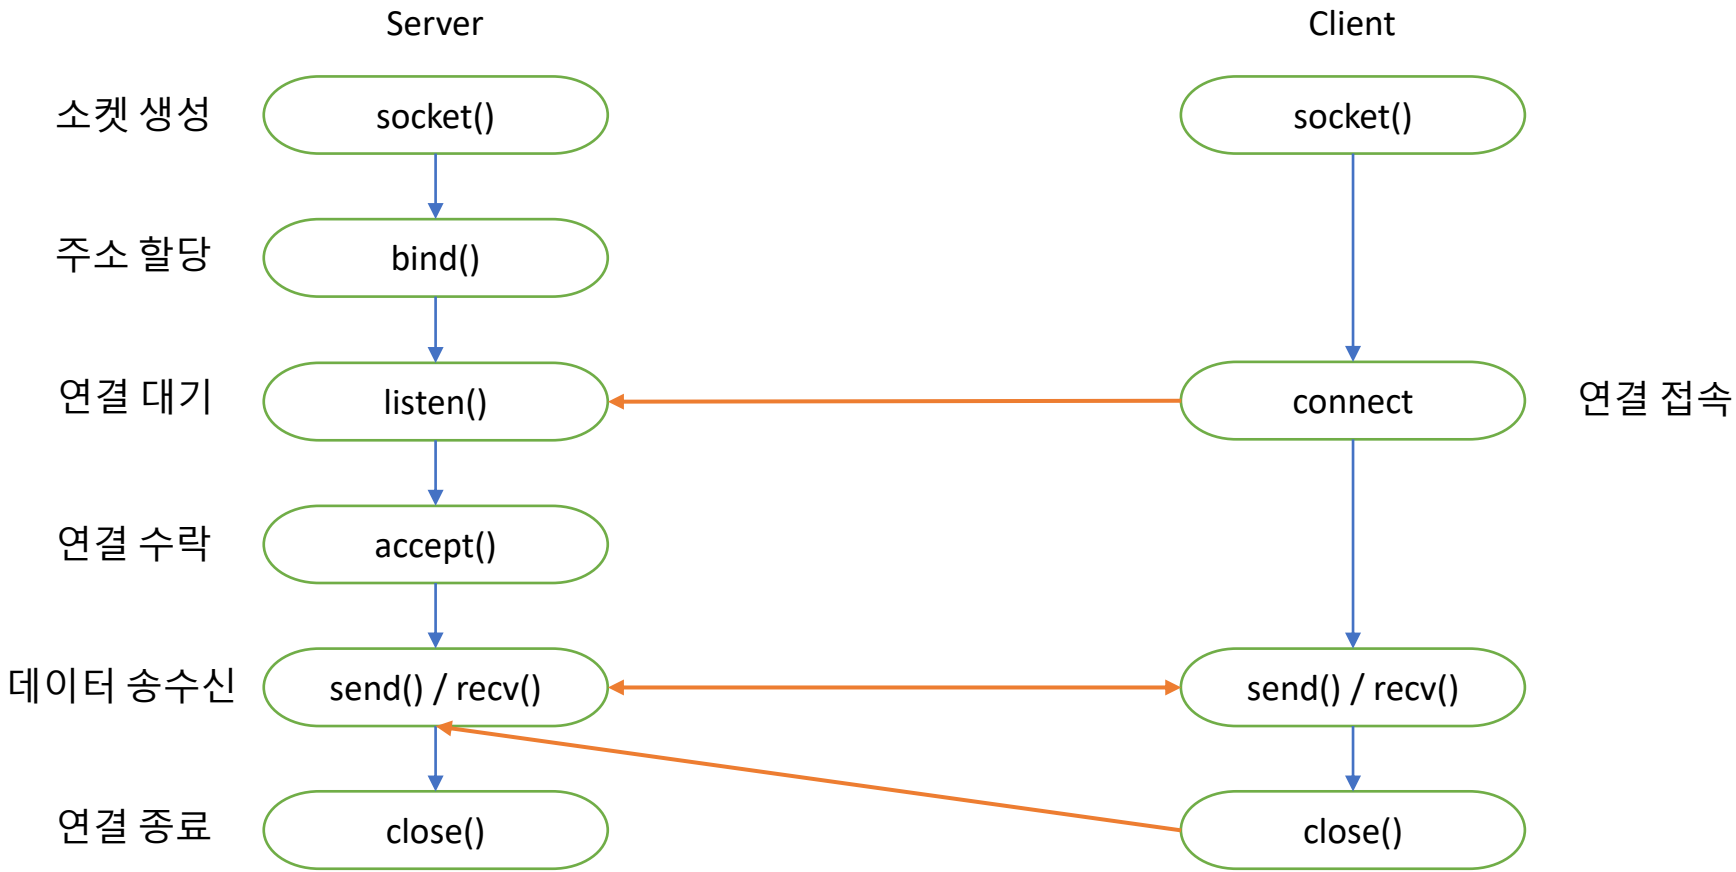 Server
Client
소켓 생성
socket()
socket()
주소 할당
bind()
연결 대기
listen()
connect
연결 접속
연결 수락
accept()
데이터 송수신
send() / recv()
send() / recv()
연결 종료
close()
close()